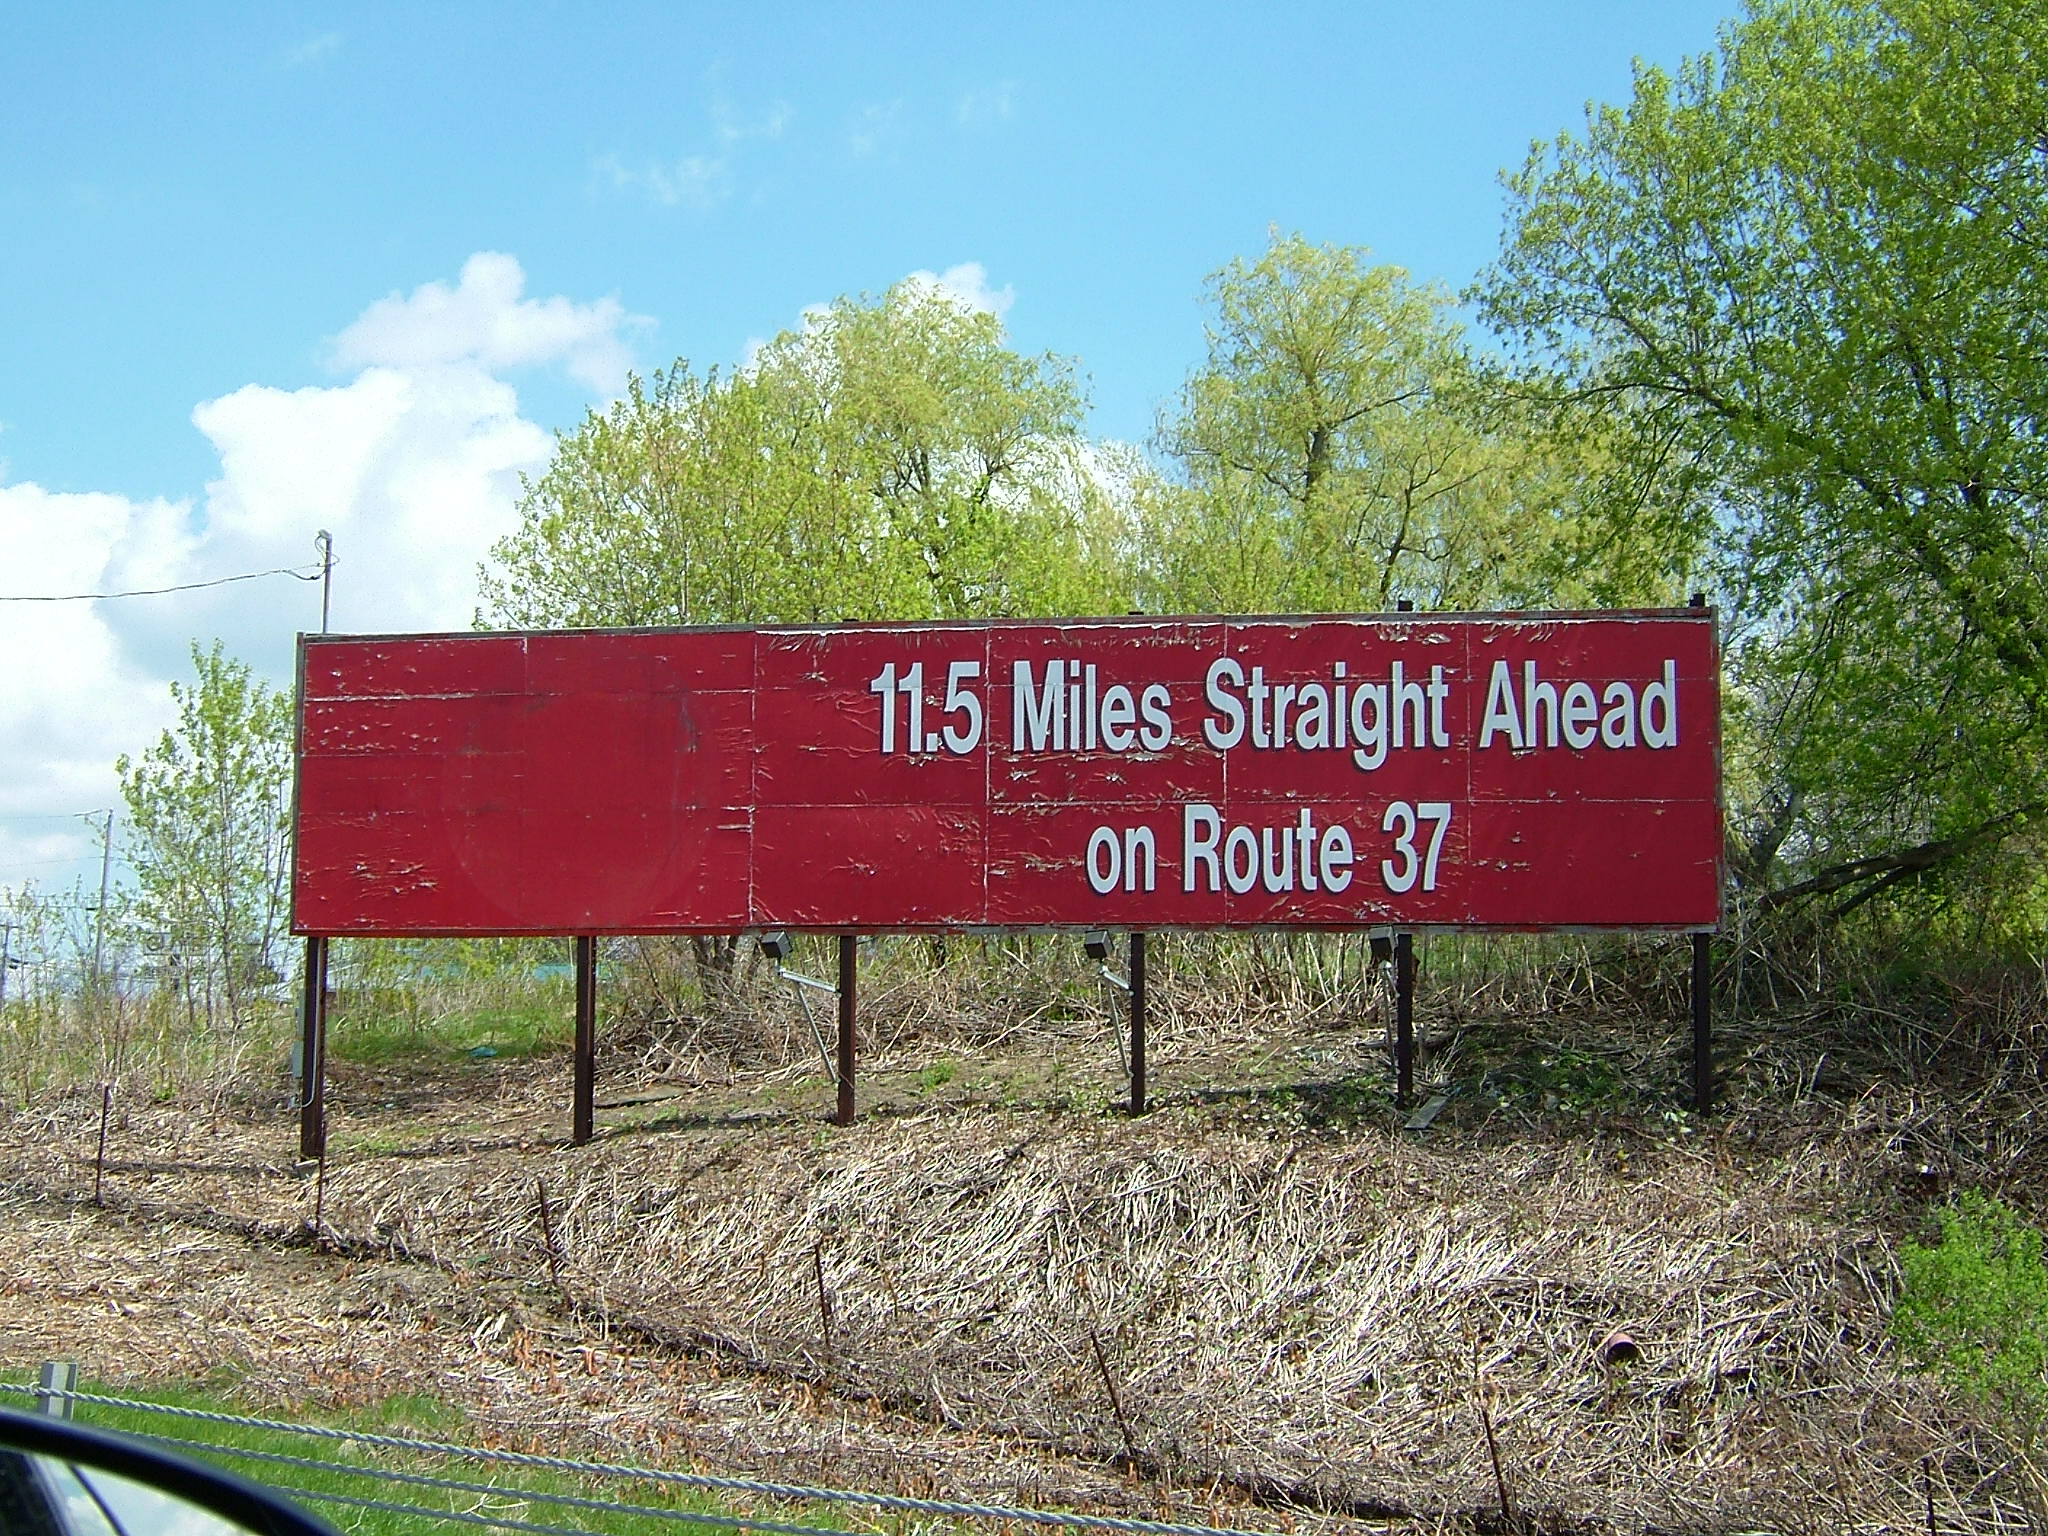 11.5 Miles Straight Ahead
on Route 37